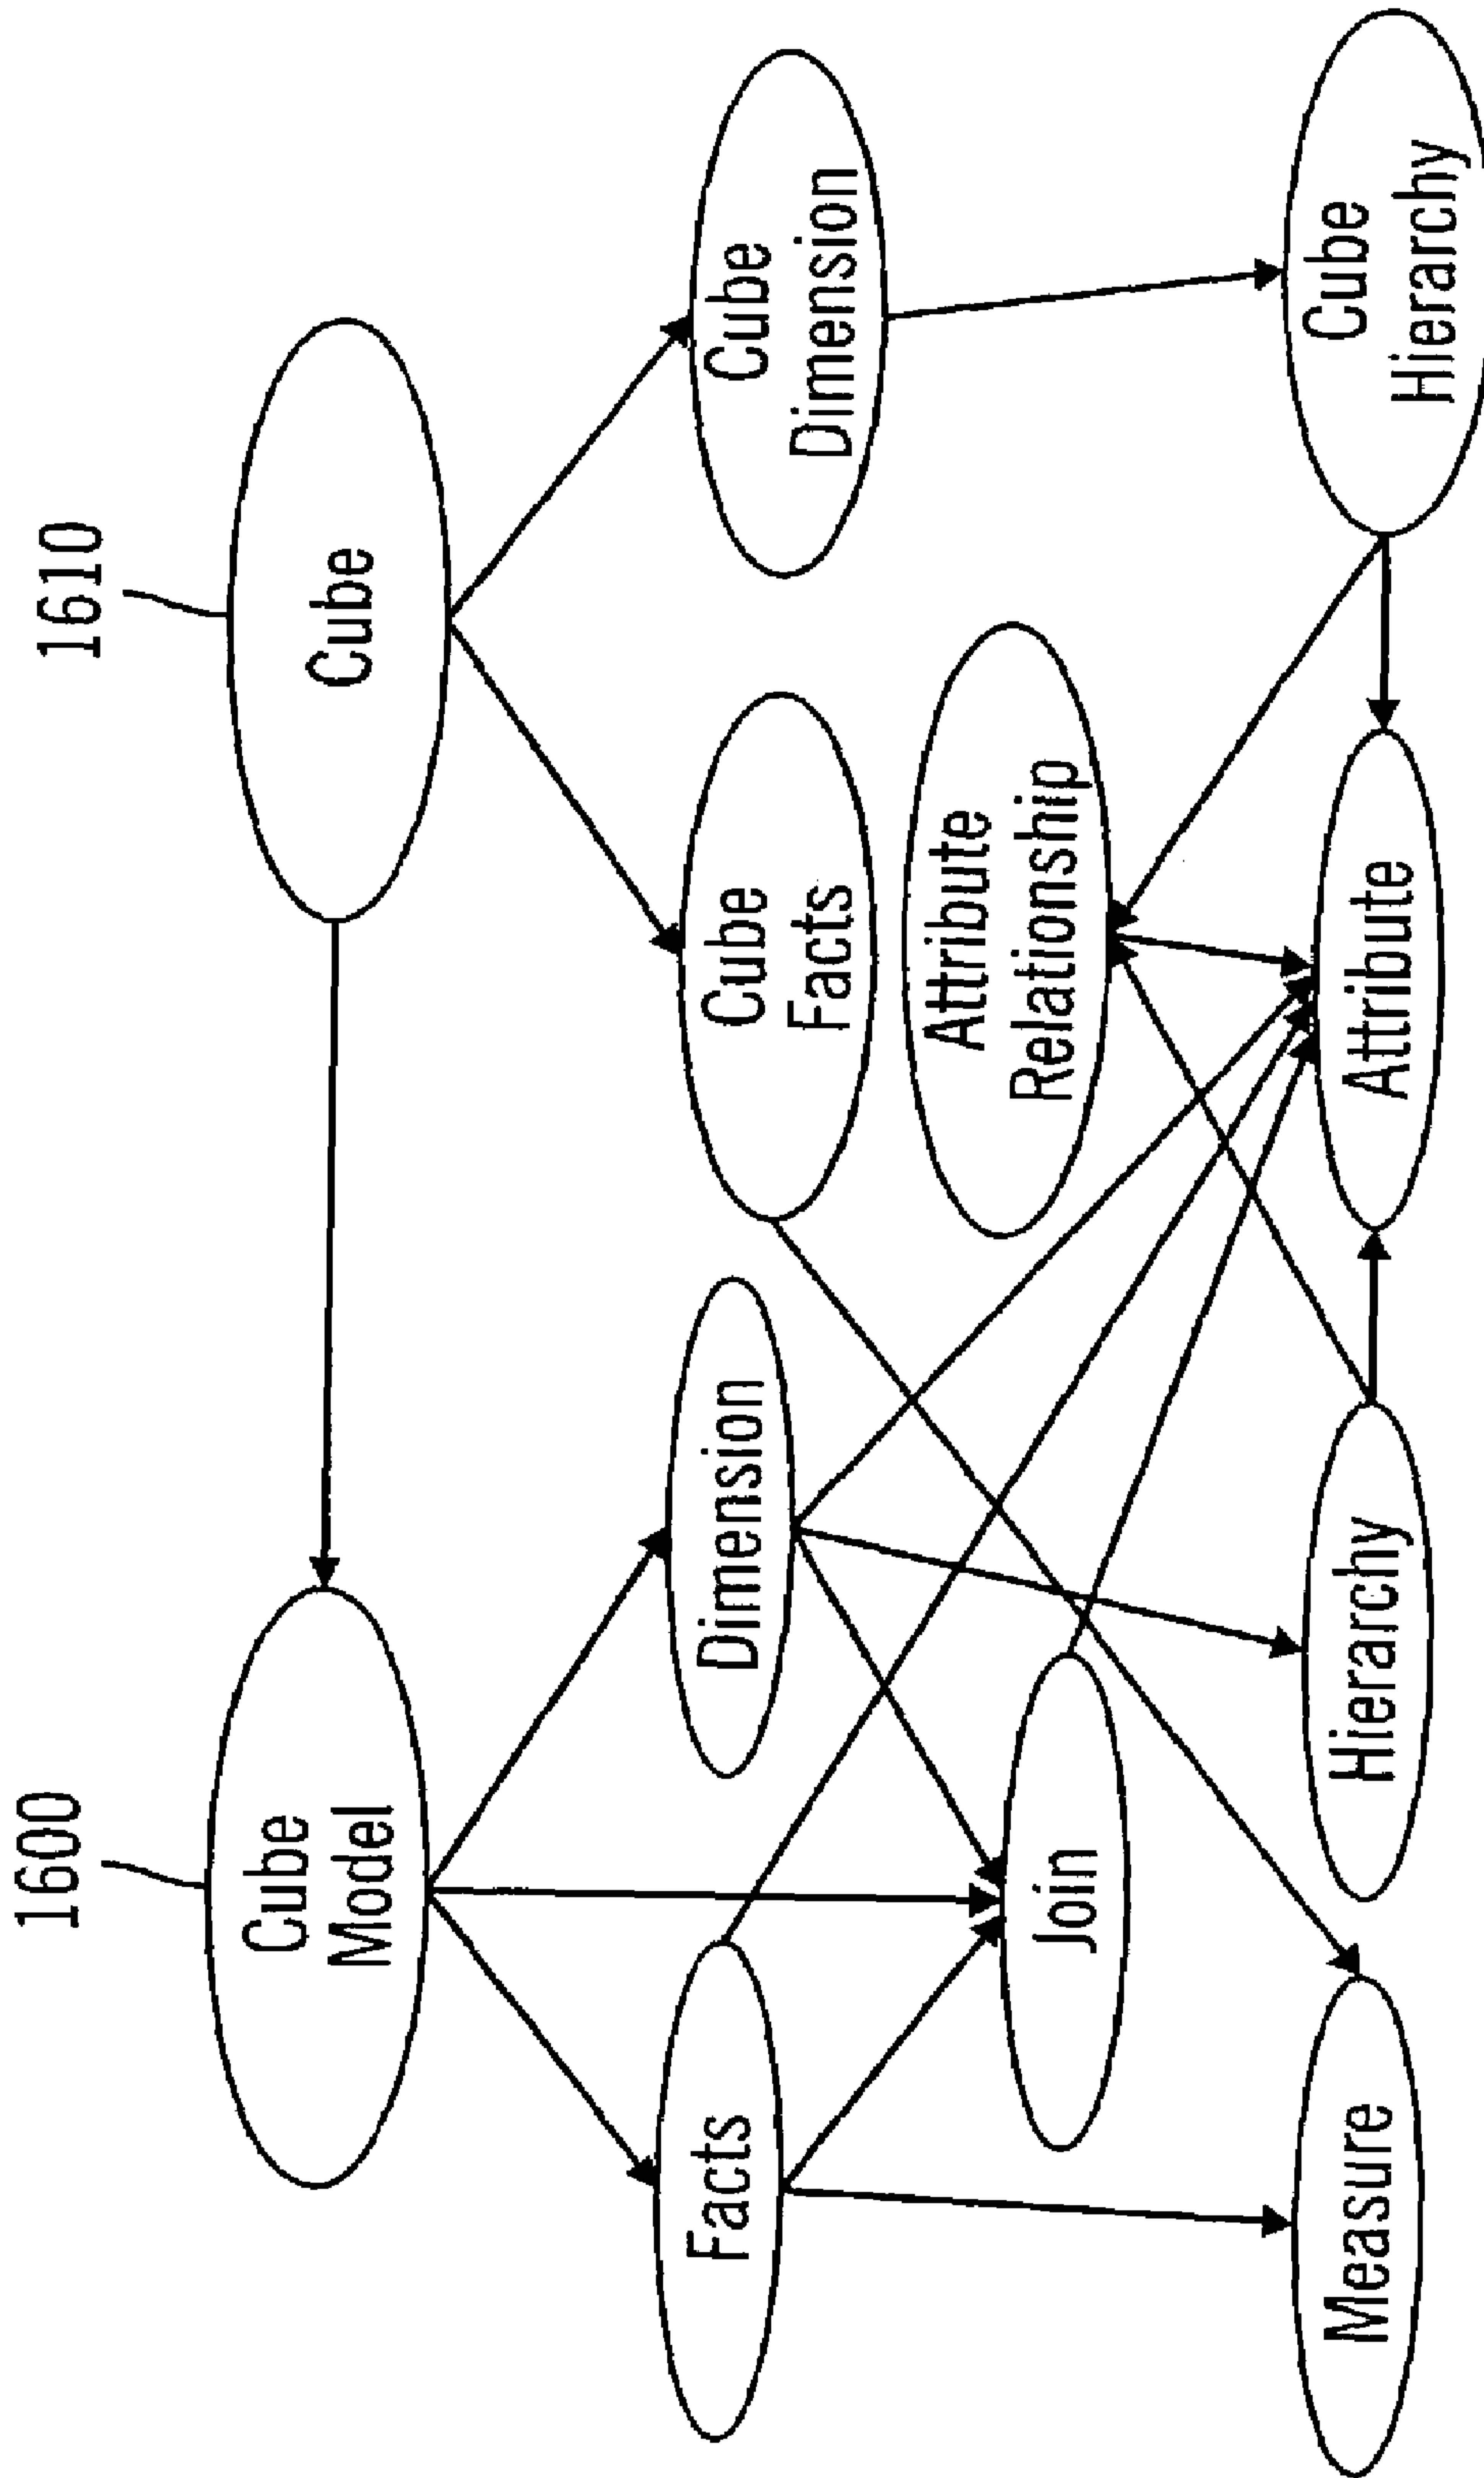 1600
1610
Cube
Model
Cube
Facts
Dimension
Cube
Facts
Cube
Dimension
Join
Attribute
Relationship
Measure
Hierarchy
Attribute
Cube
Hierarchy